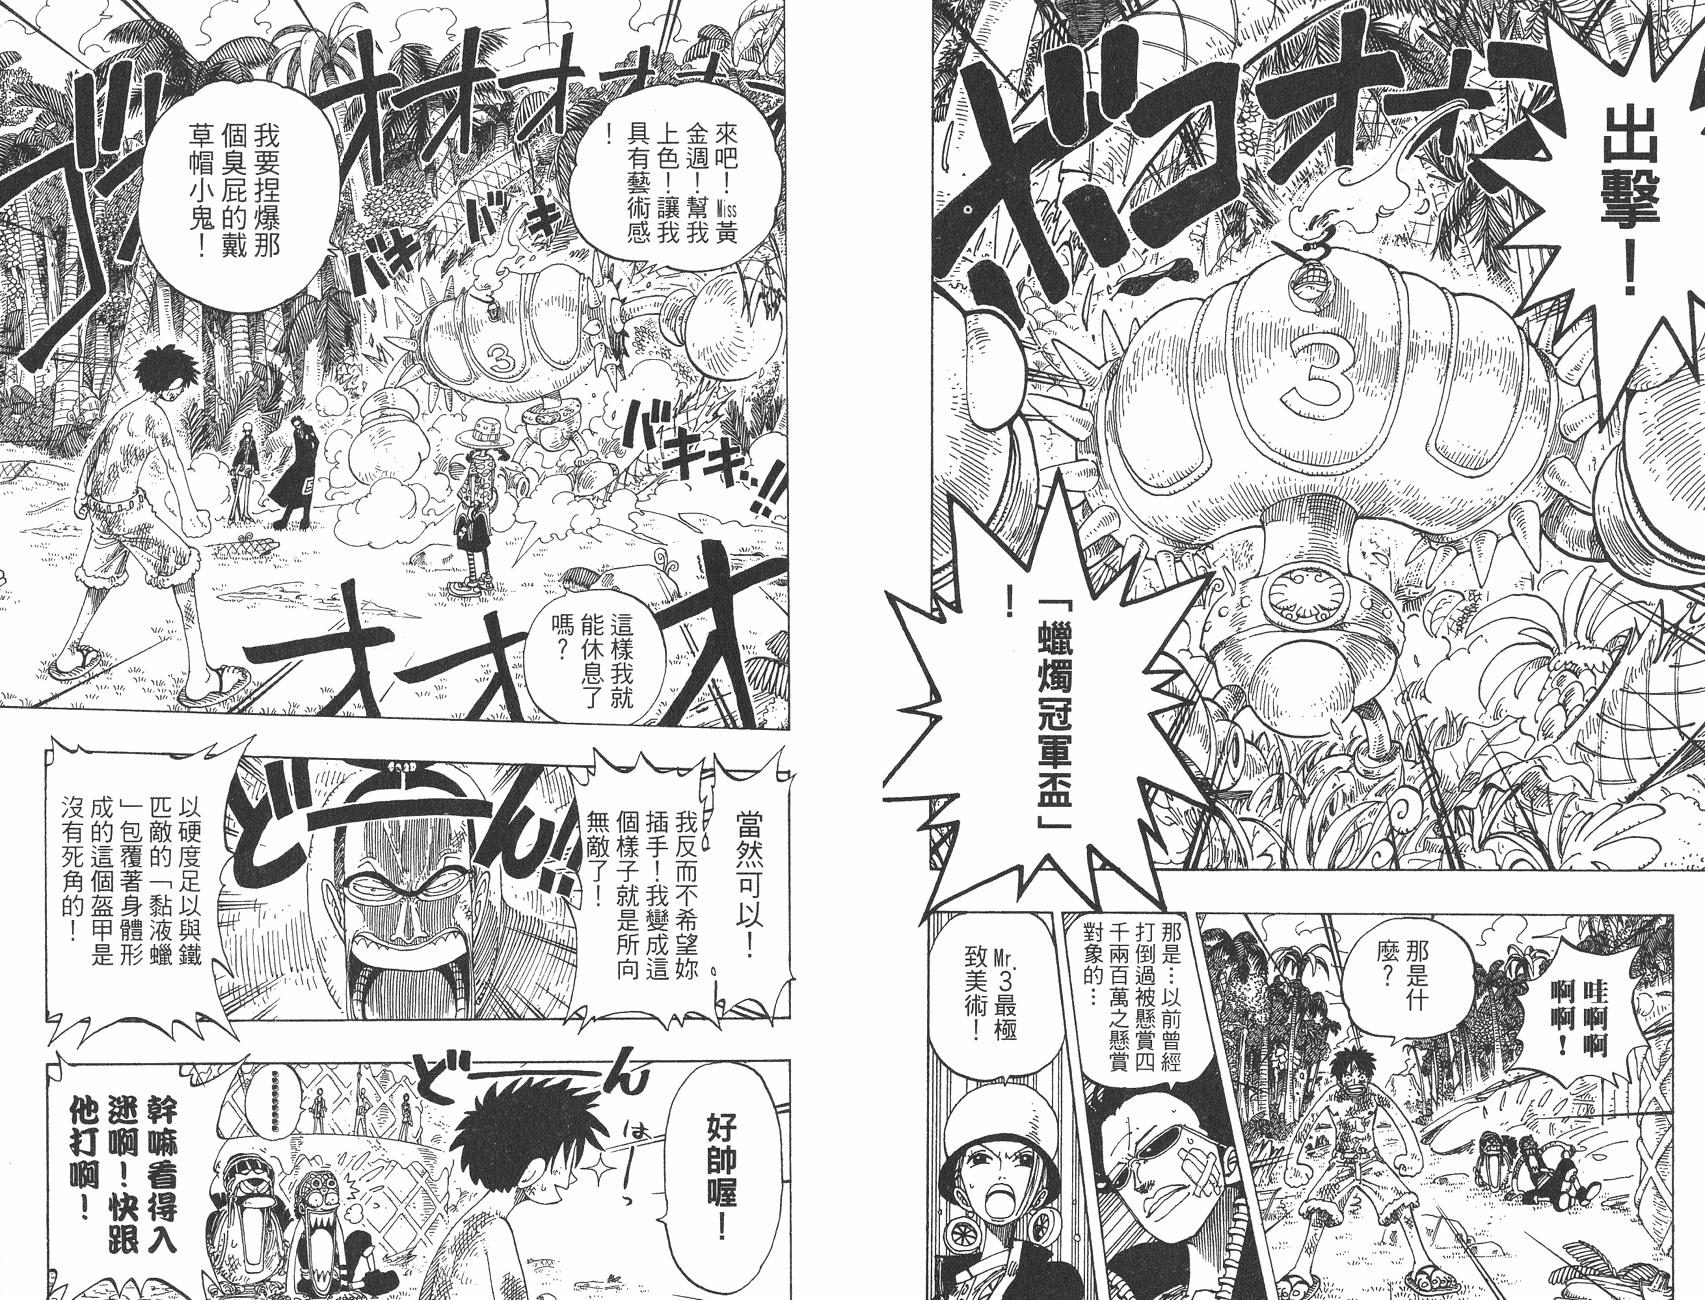 出擊！
「蠟燭冠軍盃」
！
ボコオオオ
哇啊啊
啊啊！
那是什
麼？
那是…以前曾經
打倒過被懸賞四
千兩百萬之懸賞
對象的…
Mr.3最極
致美術！
3
來吧！Miss黃
金週！幫我
上色！讓我
具有藝術感
！
我要捏爆那
個臭屁的戴
草帽小鬼！
ゴオオオオオ
バキ
バキ
バキキ…!!
3
這樣我就
能休息了
嗎？
オオオオ
當然可以！
我反而不希望妳
插手！我變成這
個樣子就是所向
無敵了！
どん!!
以硬度足以與鐵
匹敵的「黏液蠟
」包覆著身體形
成的這個盔甲是
沒有死角的！
好帥喔！
はーっ
どーん
………
幹嘛看得入
迷啊！快跟
他打啊！